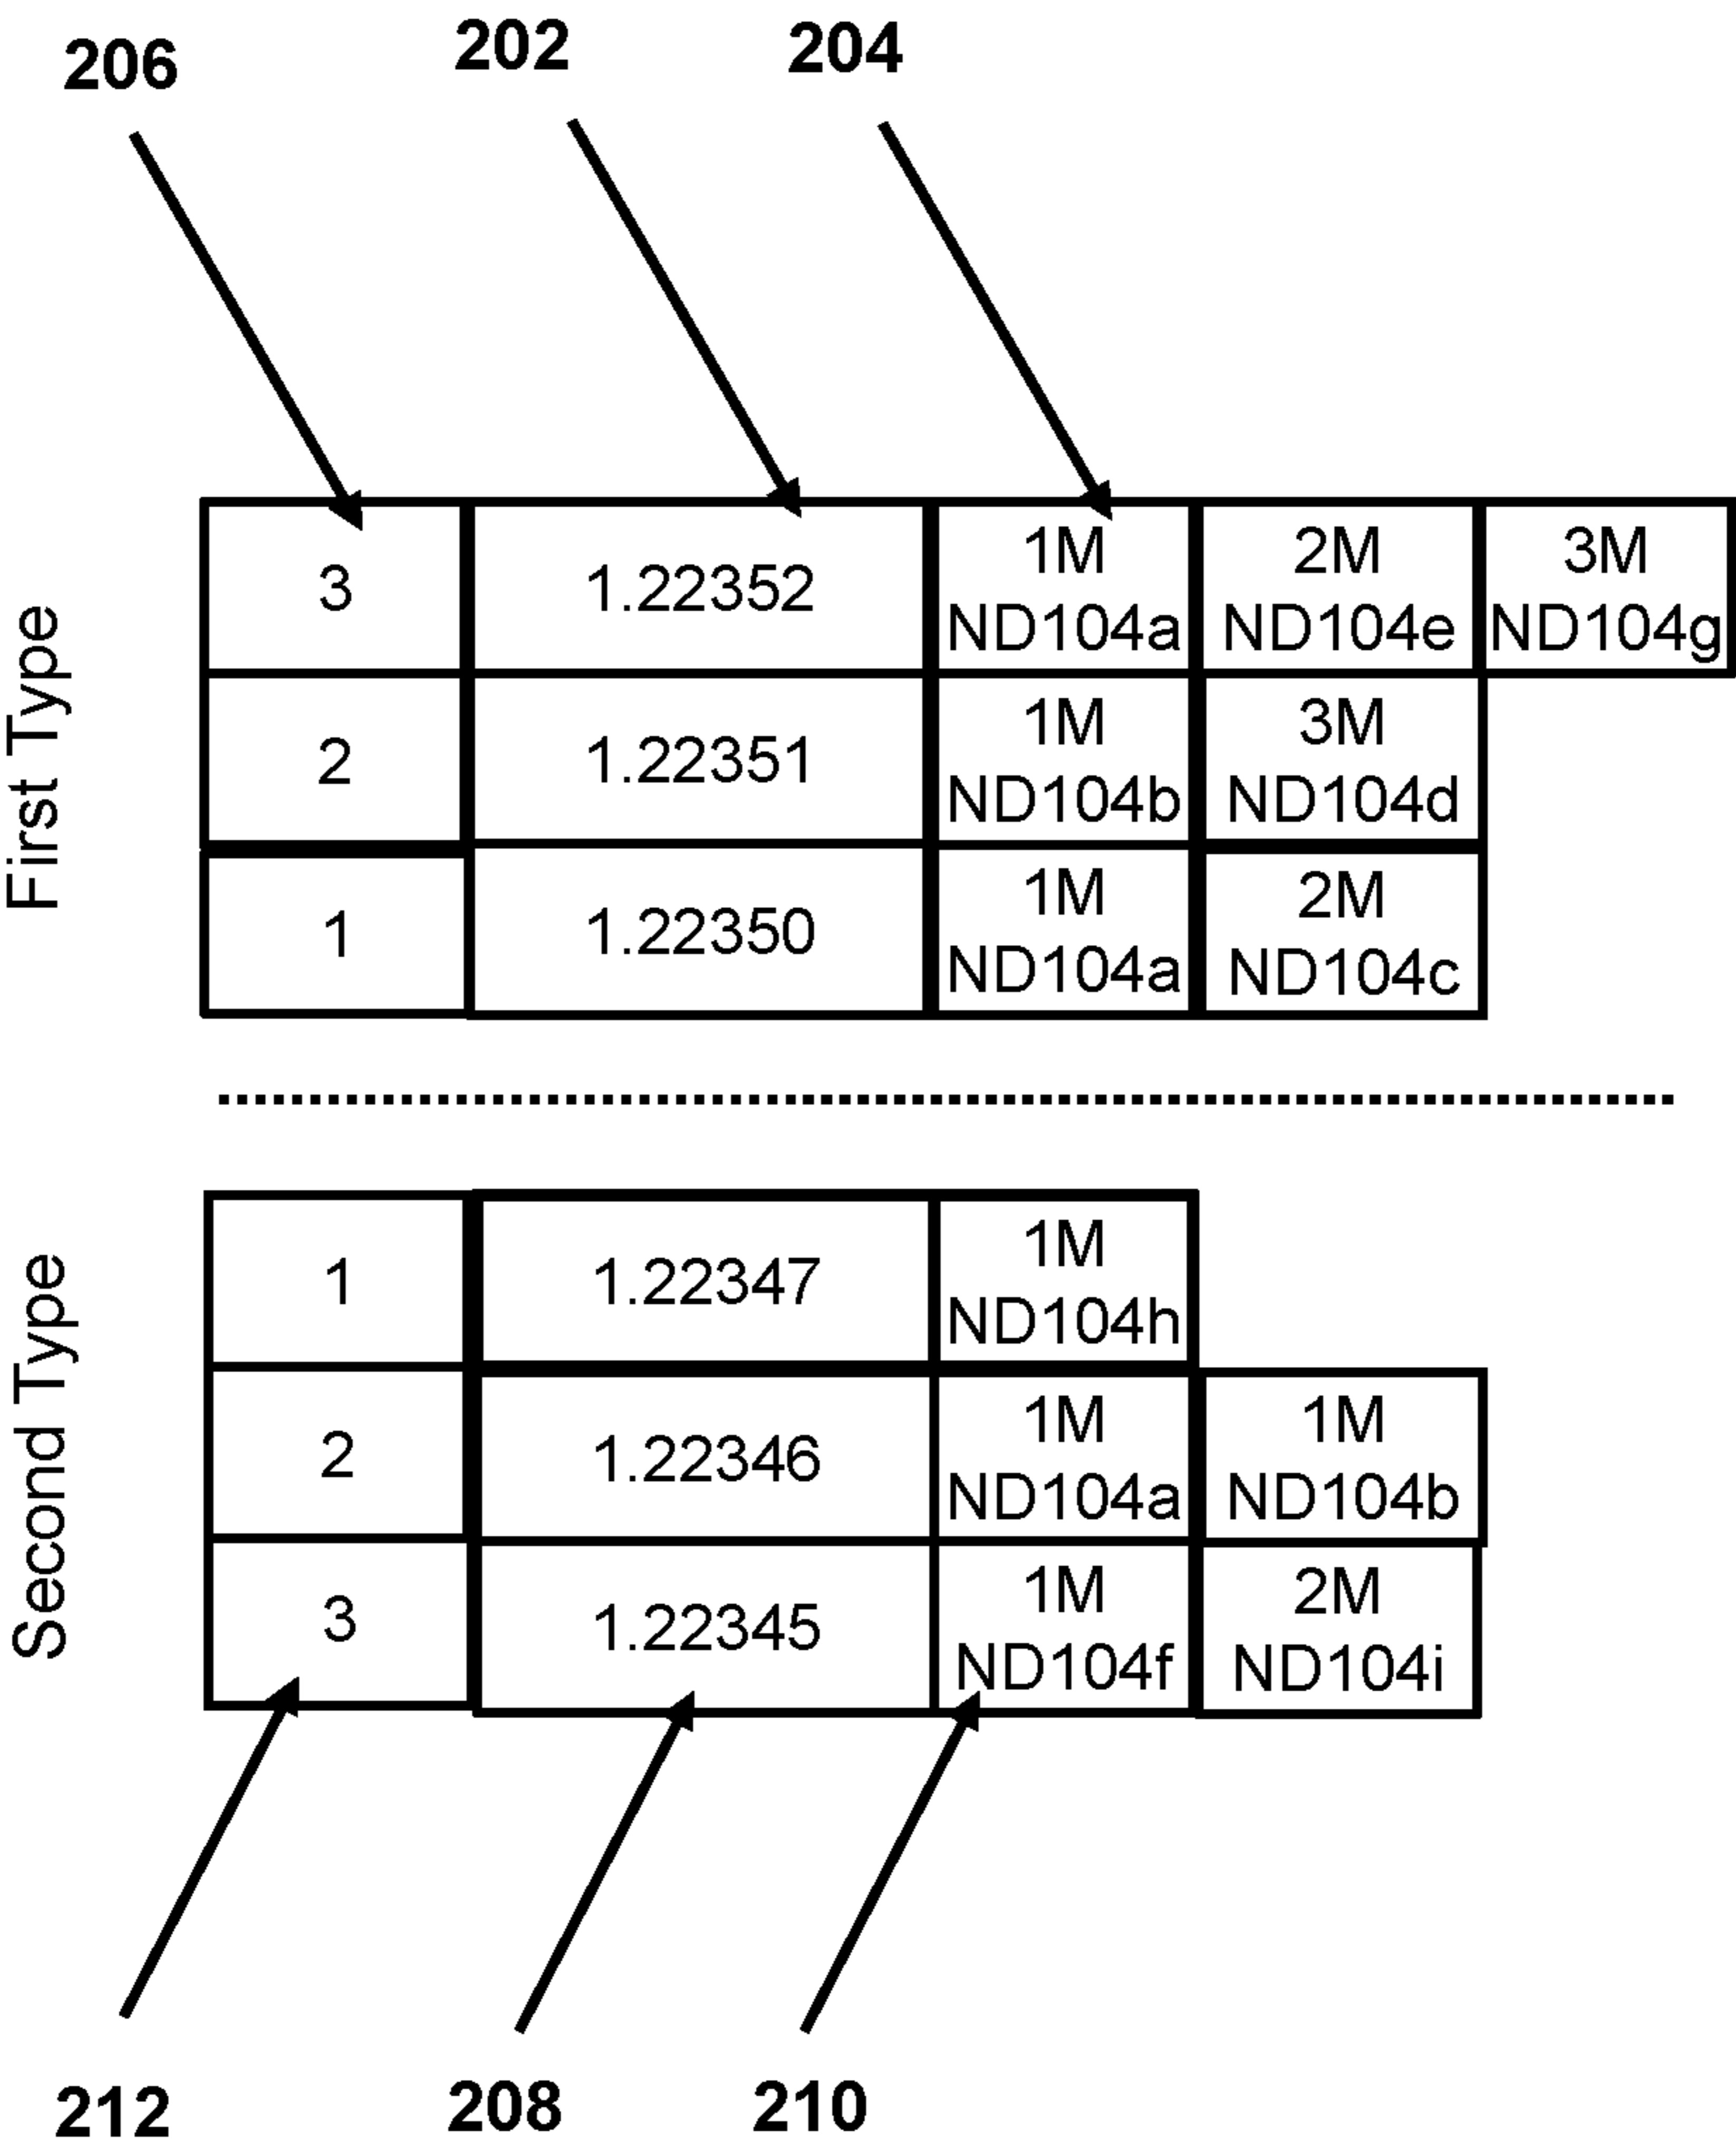 206 202 204
First Type
3 1.22352 1M ND104a 2M ND104e 3M ND104g
2 1.22351 1M ND104b 3M ND104d
1 1.22350 1M ND104a 2M ND104c
Second Type
1 1.22347 1M ND104h
2 1.22346 1M ND104a 1M ND104b
3 1.22345 1M ND104f 2M ND104i
212 208 210